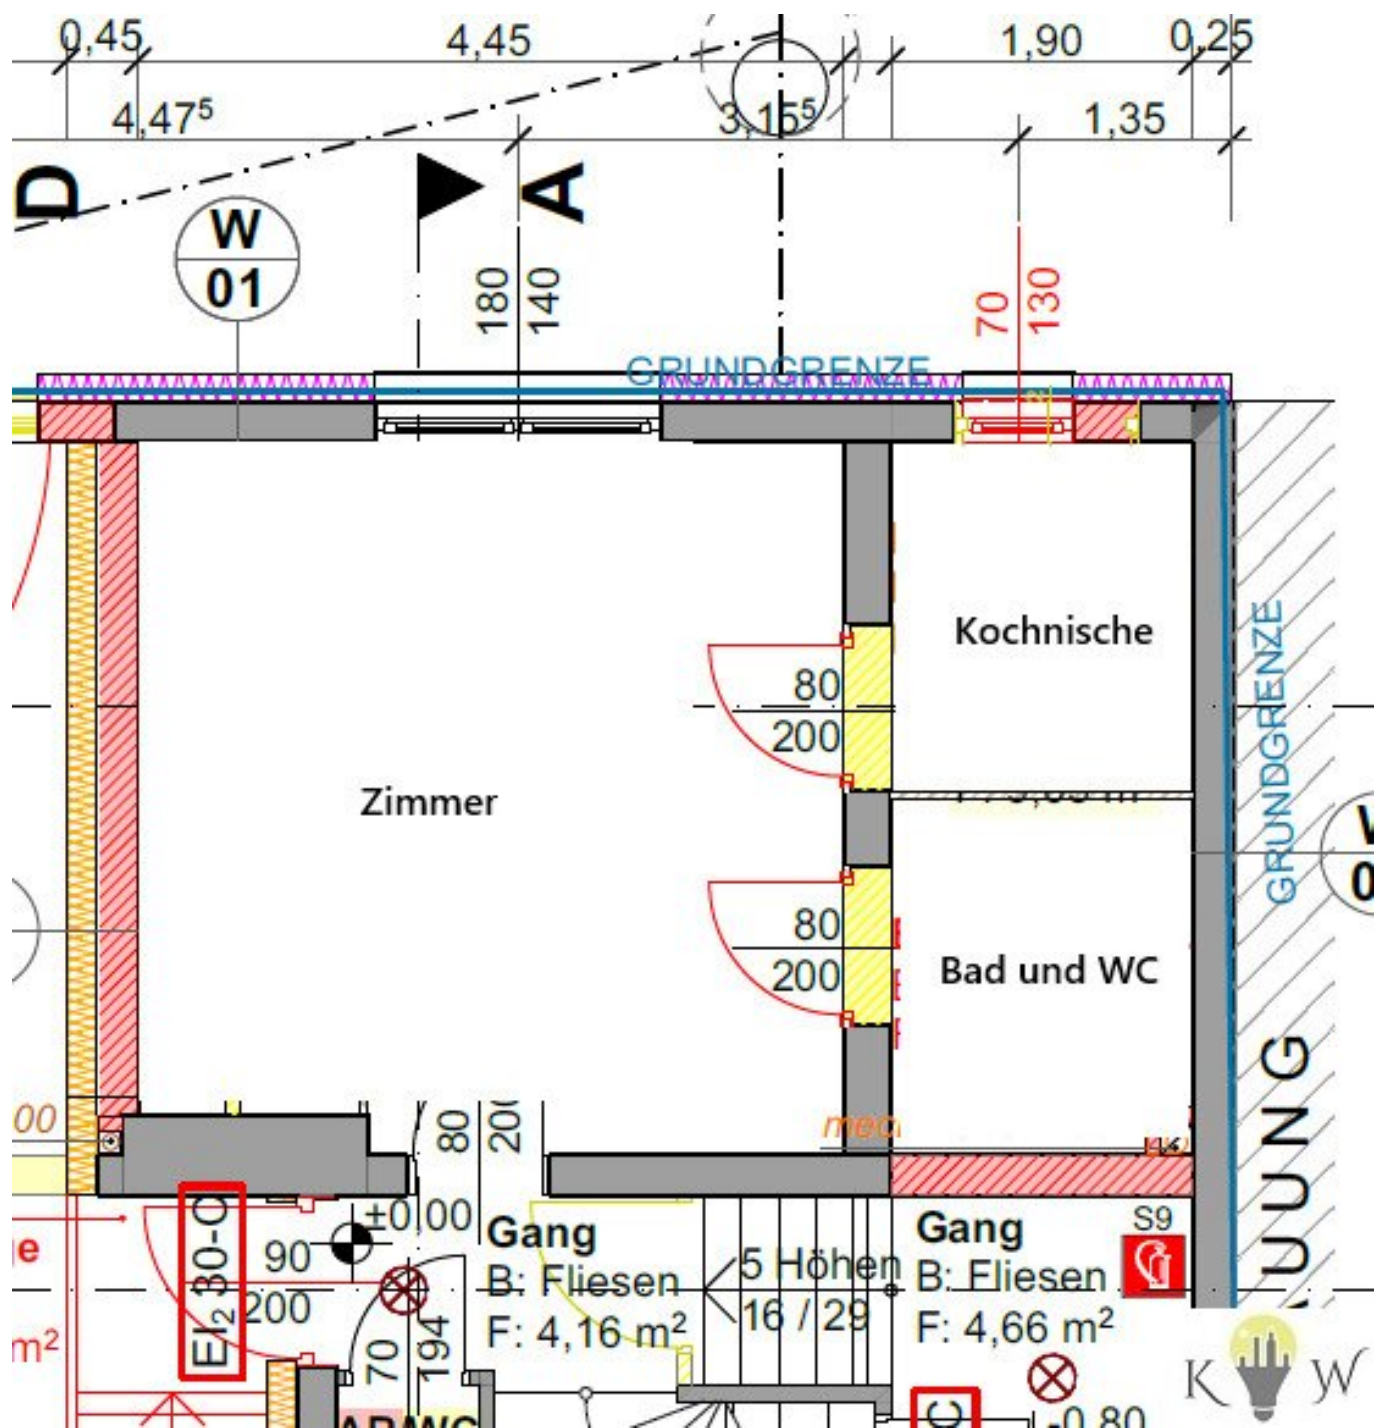 0,45 4,45 1,90 0,25
4,47⁵ 3,15⁵ 1,35
D A
W
01
180
140
70
130
GRUNDGRENZE
Kochnische
80
200
Zimmer
GRUNDGRENZE
80
200
Bad und WC
UUNG
00
80
±0,00
EI₂ 30-C
90
200
Gang
B: Fliesen
F: 4,16 m²
5 Höhen
16 / 29
Gang
B: Fliesen
F: 4,66 m²
S9
m²
70
194
K W
-0,80